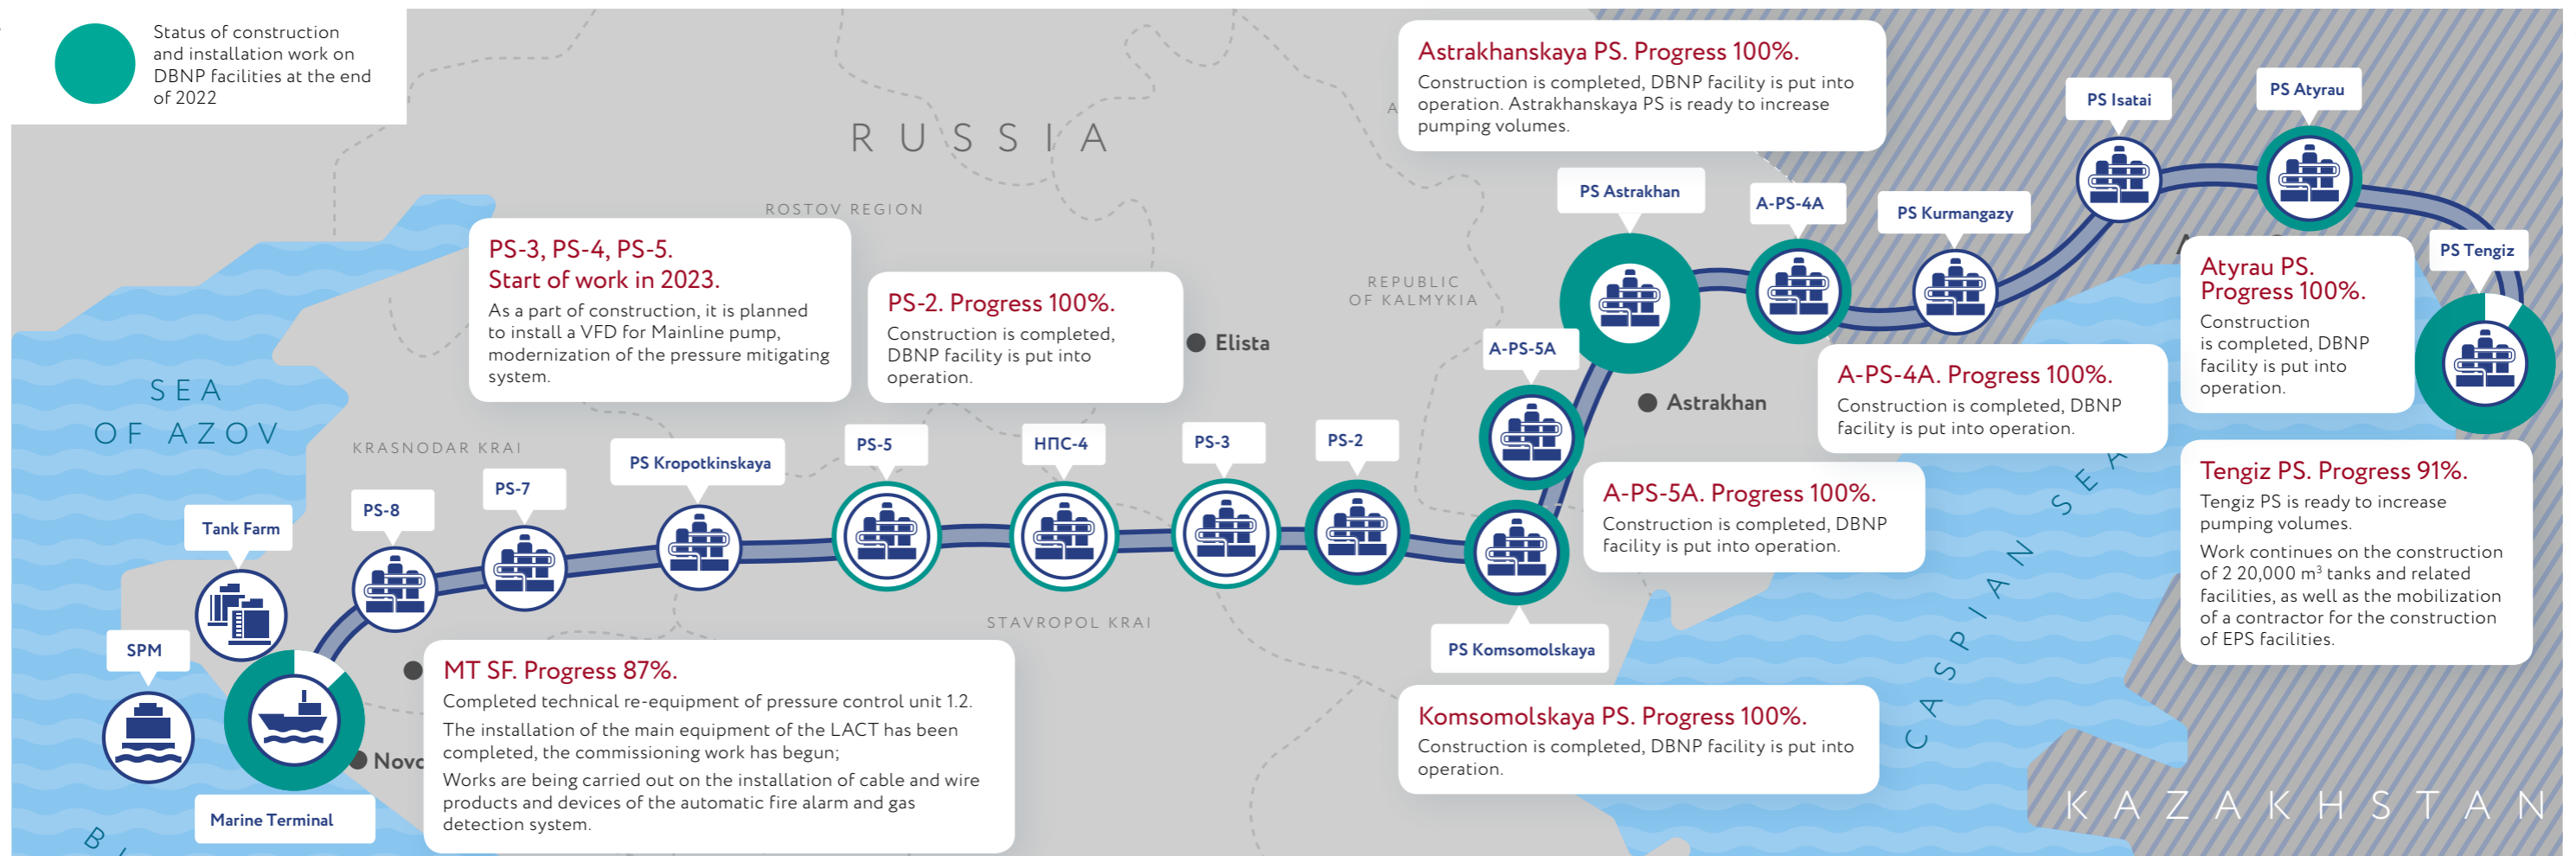 Status of construction
and installation work on
DBNP facilities at the end
of 2022
RUSSIA
ROSTOV REGION
Astrakhanskaya PS. Progress 100%.
Construction is completed, DBNP facility is put into
operation. Astrakhanskaya PS is ready to increase
pumping volumes.
PS Isatai
PS Atyrau
PS Astrakhan
A-PS-4A
PS Kurmangazy
PS Tengiz
PS-3, PS-4, PS-5.
Start of work in 2023.
As a part of construction, it is planned
to install a VFD for Mainline pump,
modernization of the pressure mitigating
system.
PS-2. Progress 100%.
Construction is completed,
DBNP facility is put into
operation.
Elista
REPUBLIC
OF KALMYKIA
A-PS-5A
Astrakhan
Atyrau PS.
Progress 100%.
Construction
is completed, DBNP
facility is put into
operation.
A-PS-4A. Progress 100%.
Construction is completed, DBNP
facility is put into operation.
SEA
OF AZOV
KRASNODAR KRAI
PS Kropotkinskaya
PS-5
НПС-4
PS-3
PS-2
PS-7
PS-8
Tank Farm
SPM
A-PS-5A. Progress 100%.
Construction is completed, DBNP
facility is put into operation.
Tengiz PS. Progress 91%.
Tengiz PS is ready to increase
pumping volumes.
Work continues on the construction
of 2 20,000 m³ tanks and related
facilities, as well as the mobilization
of a contractor for the construction
of EPS facilities.
CASPIAN SEA
STAVROPOL KRAI
PS Komsomolskaya
MT SF. Progress 87%.
Completed technical re-equipment of pressure control unit 1.2.
The installation of the main equipment of the LACT has been
completed, the commissioning work has begun;
Works are being carried out on the installation of cable and wire
products and devices of the automatic fire alarm and gas
detection system.
Komsomolskaya PS. Progress 100%.
Construction is completed, DBNP facility is put into
operation.
Novo
Marine Terminal
KAZAKHSTAN